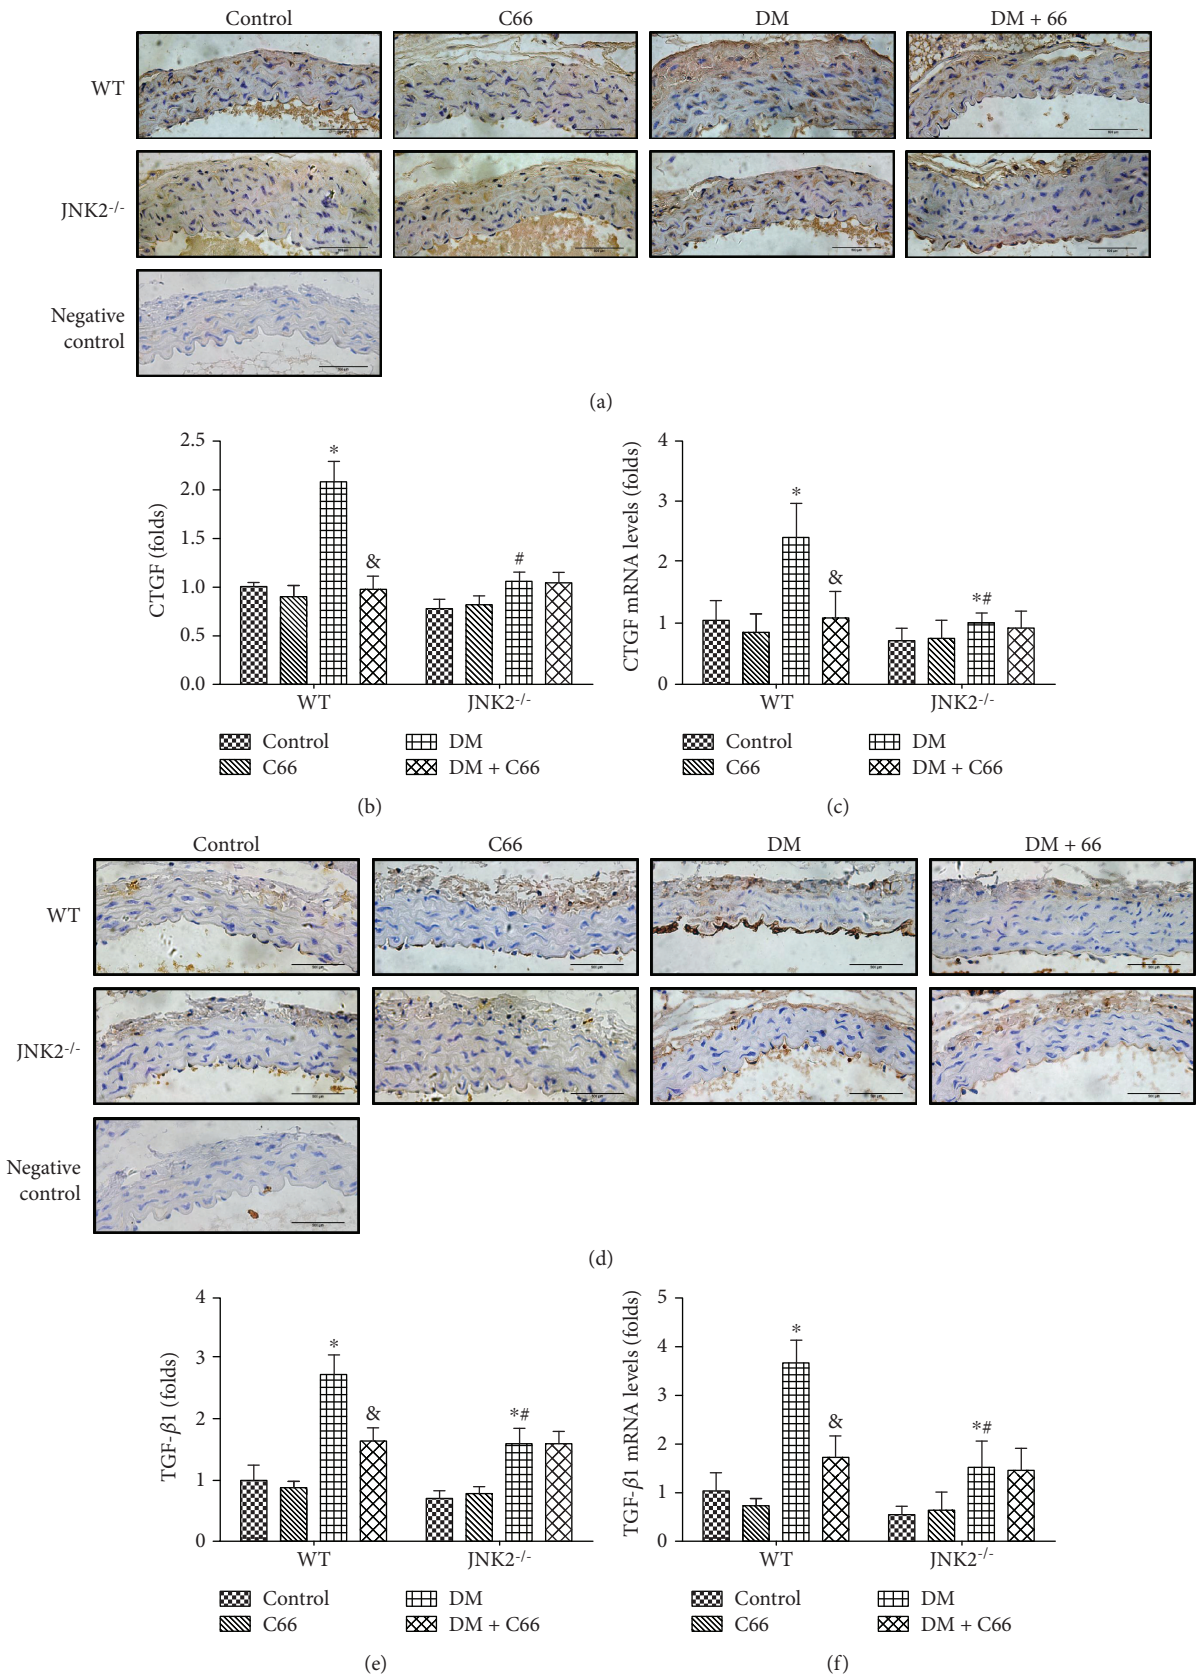 Control C66 DM DM + 66
WT
JNK2-/-
Negative
control
(a)
2.5
2.0
1.5
1.0
0.5
0.0
CTGF (folds)
*
&
#
WT JNK2-/-
Control DM
C66 DM + C66
(b)
4
3
2
1
0
CTGF mRNA levels (folds)
*
&
*#
WT JNK2-/-
Control DM
C66 DM + C66
(c)
Control C66 DM DM + 66
WT
JNK2-/-
Negative
control
(d)
4
3
2
1
0
TGF-β1 (folds)
*
&
*#
WT JNK2-/-
Control DM
C66 DM + C66
(e)
5
4
3
2
1
0
TGF-β1 mRNA levels (folds)
*
&
*#
WT JNK2-/-
Control DM
C66 DM + C66
(f)